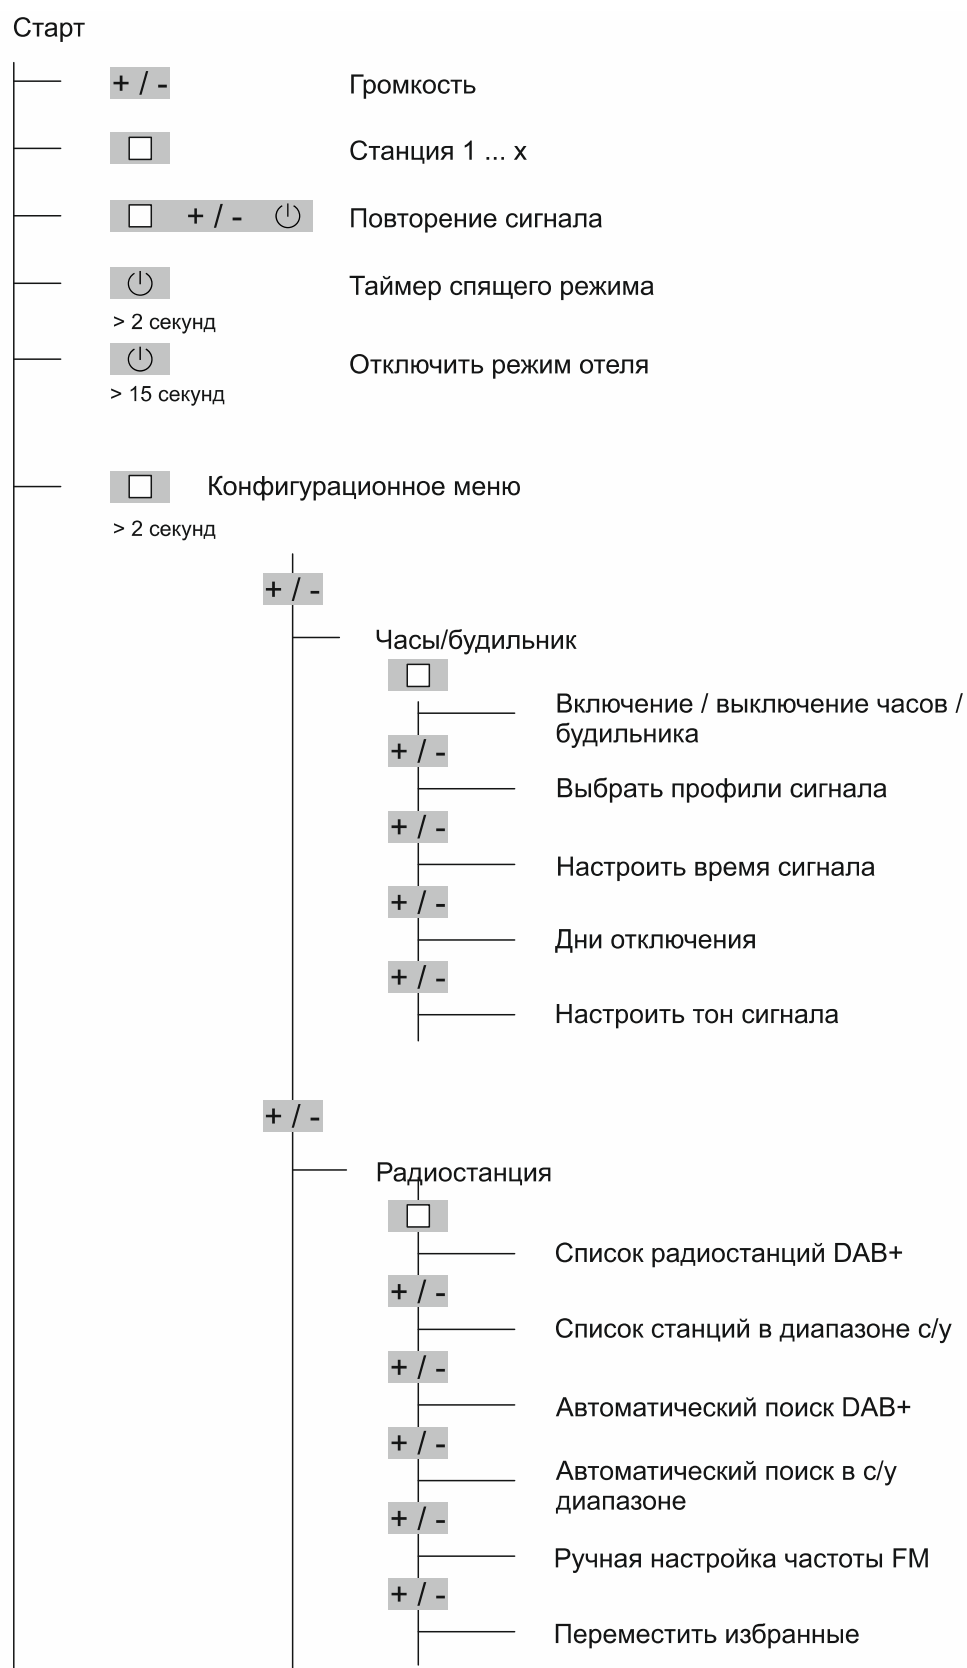 Старт
+ / -
Громкость
Станция 1 ... x
+ / -
Повторение сигнала
Таймер спящего режима
> 2 секунд
Отключить режим отеля
> 15 секунд
Конфигурационное меню
> 2 секунд
+ / -
Часы/будильник
Включение / выключение часов /
будильника
+ / -
Выбрать профили сигнала
+ / -
Настроить время сигнала
+ / -
Дни отключения
+ / -
Настроить тон сигнала
+ / -
Радиостанция
Список радиостанций DAB+
+ / -
Список станций в диапазоне с/у
+ / -
Автоматический поиск DAB+
+ / -
Автоматический поиск в с/у
диапазоне
+ / -
Ручная настройка частоты FM
+ / -
Переместить избранные